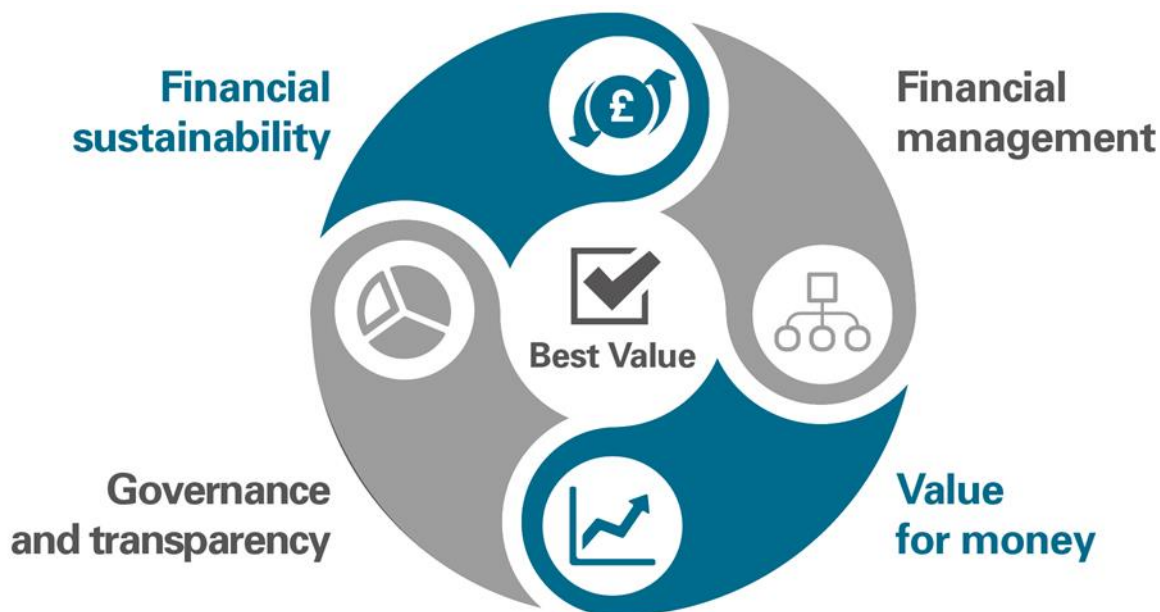 Financial
sustainability
Financial
management
£
Best Value
Governance
and transparency
Value
for money